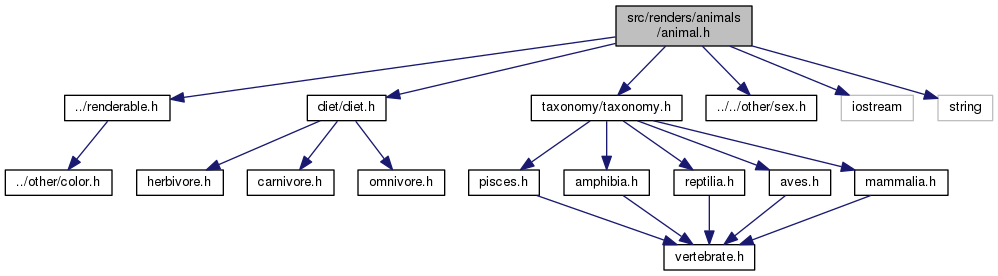 src/renders/animals
/animal.h
../renderable.h
diet/diet.h
taxonomy/taxonomy.h
../../other/sex.h
iostream
string
../other/color.h
herbivore.h
carnivore.h
omnivore.h
pisces.h
amphibia.h
reptilia.h
aves.h
mammalia.h
vertebrate.h